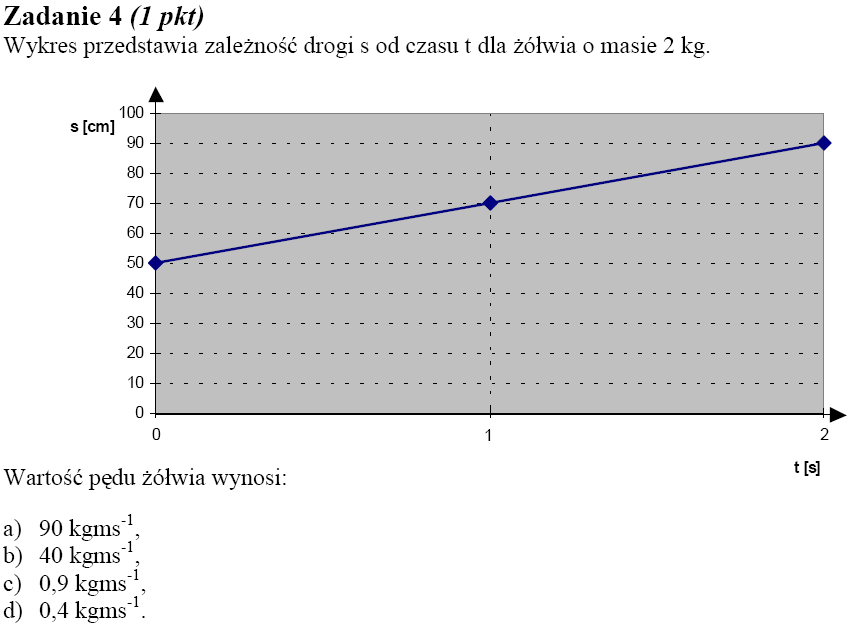 Zadanie 4 (1 pkt)
Wykres przedstawia zależność drogi s od czasu t dla żółwia o masie 2 kg.
s [cm]
100
90
80
70
60
50
40
30
20
10
0
0 1 2
t [s]
Wartość pędu żółwia wynosi:
a) 90 kgms⁻¹,
b) 40 kgms⁻¹,
c) 0,9 kgms⁻¹,
d) 0,4 kgms⁻¹.